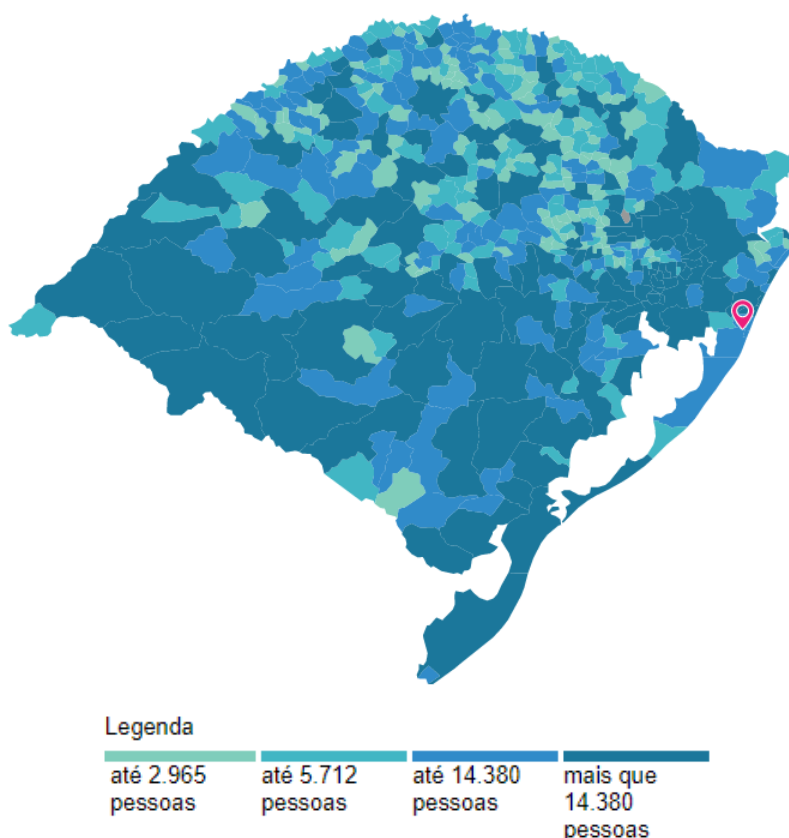 Legenda
até 2.965
pessoas
até 5.712
pessoas
até 14.380
pessoas
mais que
14.380
pessoas